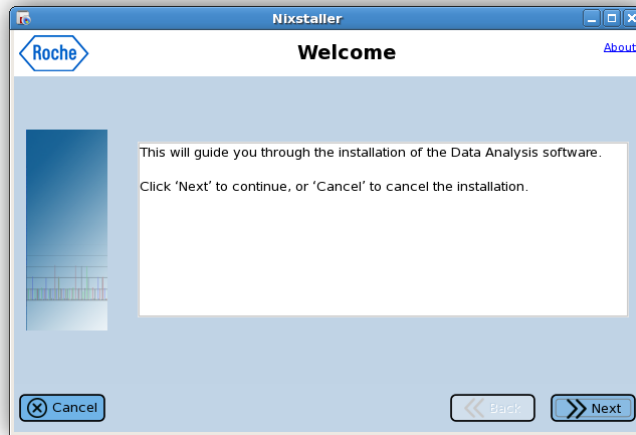 Nixstaller
Roche
Welcome
About
This will guide you through the installation of the Data Analysis software.
Click ‘Next’ to continue, or ‘Cancel’ to cancel the installation.
Cancel
Back
Next